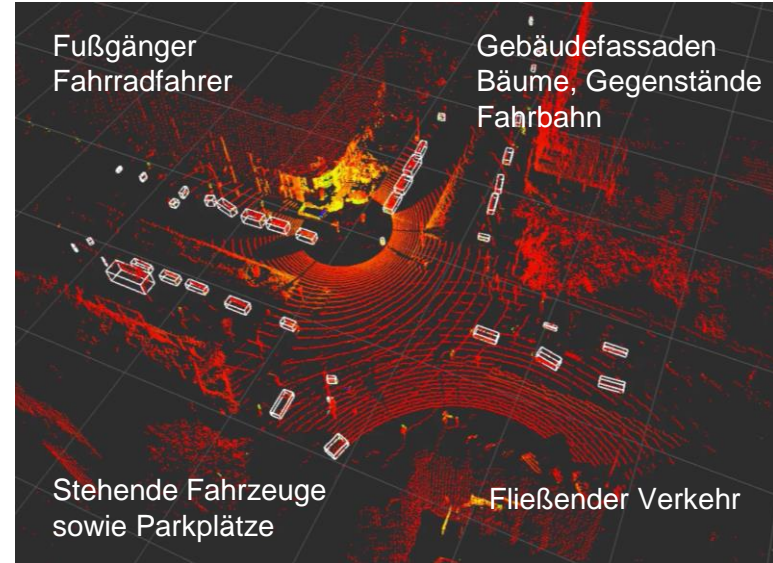 Fußgänger
Fahrradfahrer
Gebäudefassaden
Bäume, Gegenstände
Fahrbahn
Stehende Fahrzeuge
sowie Parkplätze
Fließender Verkehr